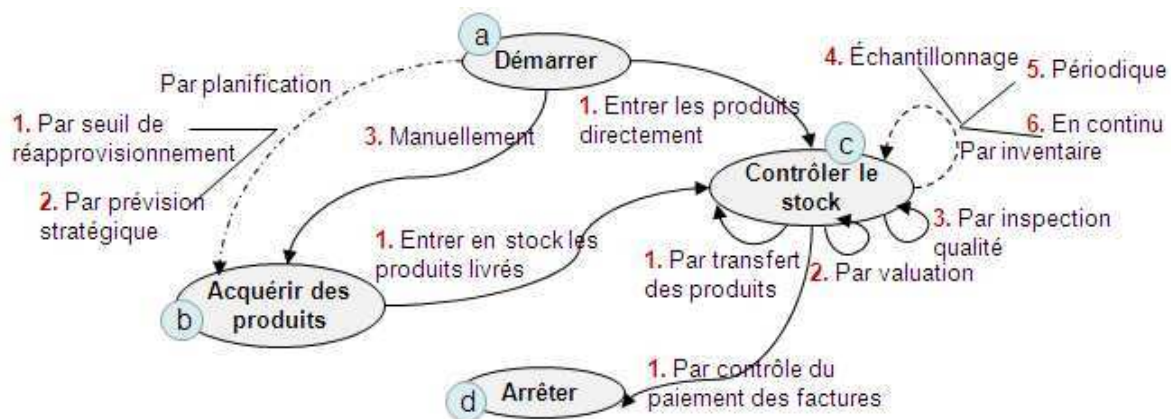 a
Démarrer
Par planification
1. Par seuil de
réapprovisionnement
2. Par prévision
stratégique
3. Manuellement
1. Entrer les produits
directement
4. Échantillonnage
5. Périodique
6. En continu
Par inventaire
c
Contrôler le
stock
3. Par inspection
qualité
1. Entrer en stock les
produits livrés
1. Par transfert
des produits
2. Par valuation
Acquérir des
produits
b
1. Par contrôle du
paiement des factures
Arrêter
d